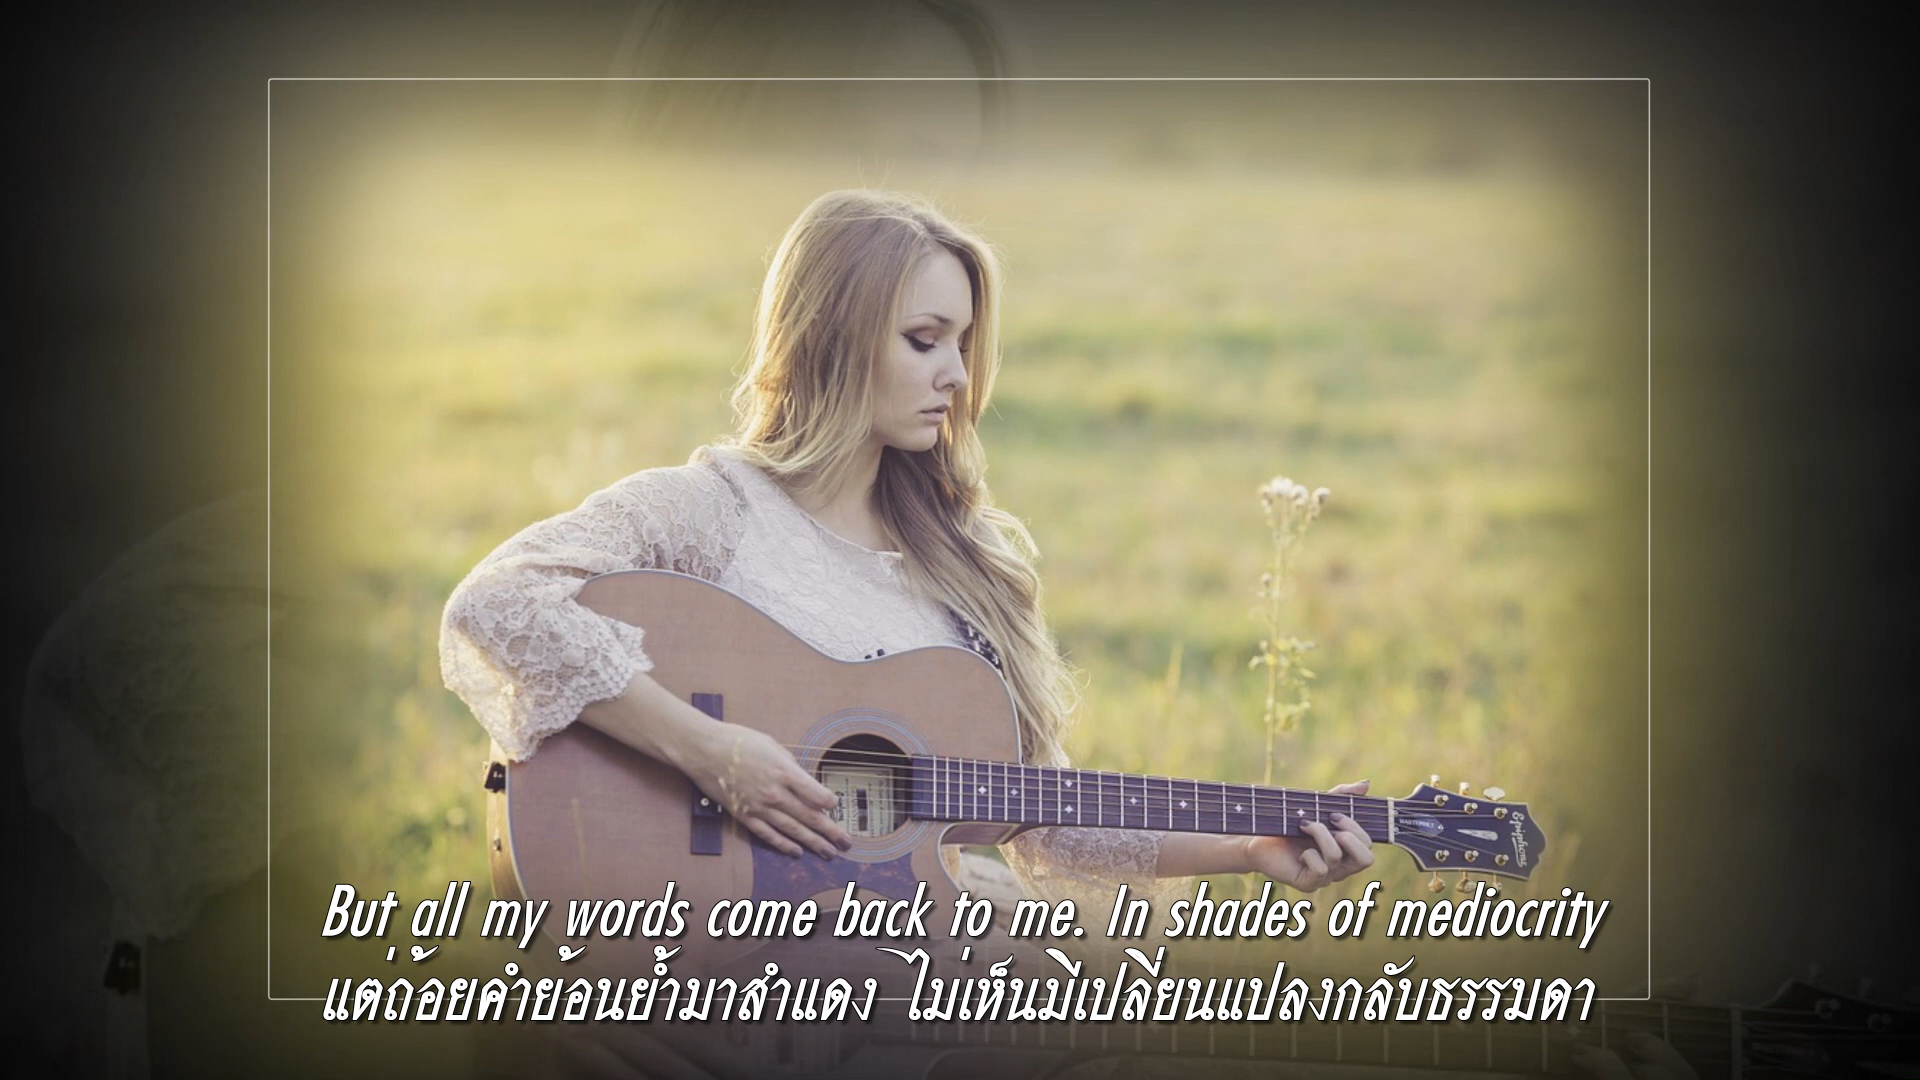 Epiphone
But all my words come back to me. In shades of mediocrity
แต่ถ้อยคำย้อนย้ำมาสำแดง ไม่เห็นมีเปลี่ยนแปลงกลับธรรมดา